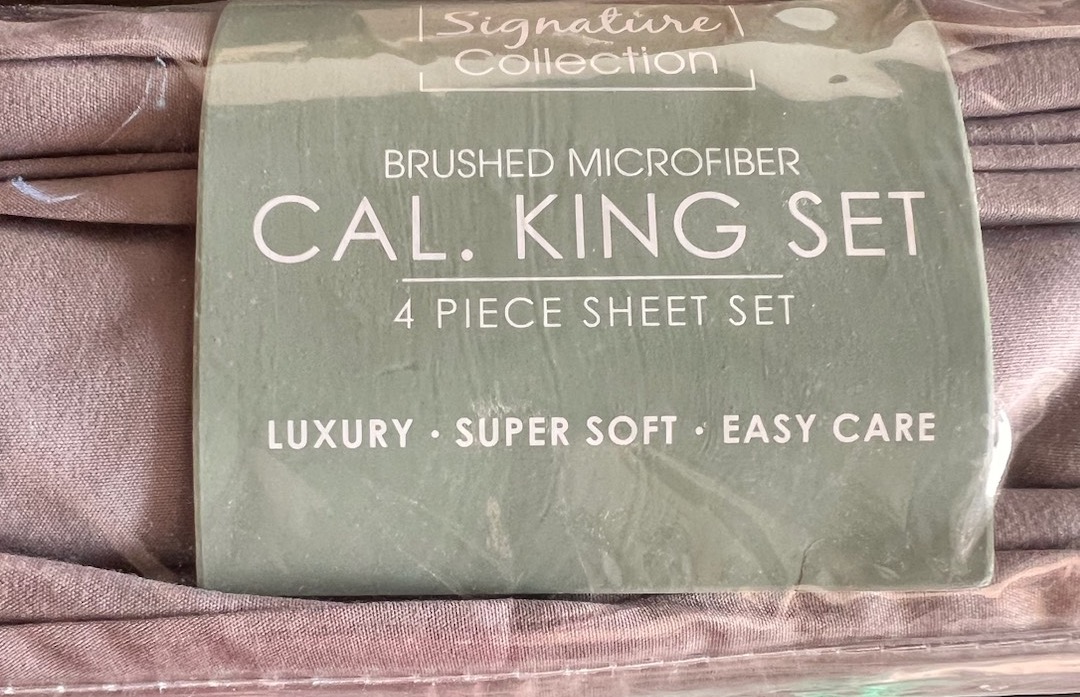 Signature
Collection
BRUSHED MICROFIBER
CAL. KING SET
4 PIECE SHEET SET
LUXURY · SUPER SOFT · EASY CARE